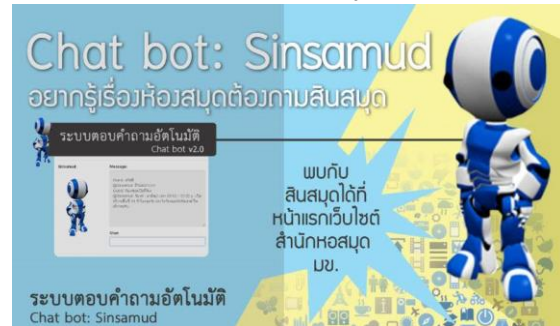 Chat bot: Sinsamud
อยากรู้เรื่องห้องสมุดต้องถามสินสมุด
ระบบตอบคำถามอัตโนมัติ
Chat bot v2.0
Sinsamud:
Message:
User
พบกับ
สินสมุดได้ที่
หน้าแรกเว็บไซต์
สำนักหอสมุด
มข.
ระบบตอบคำถามอัตโนมัติ
Chat bot: Sinsamud